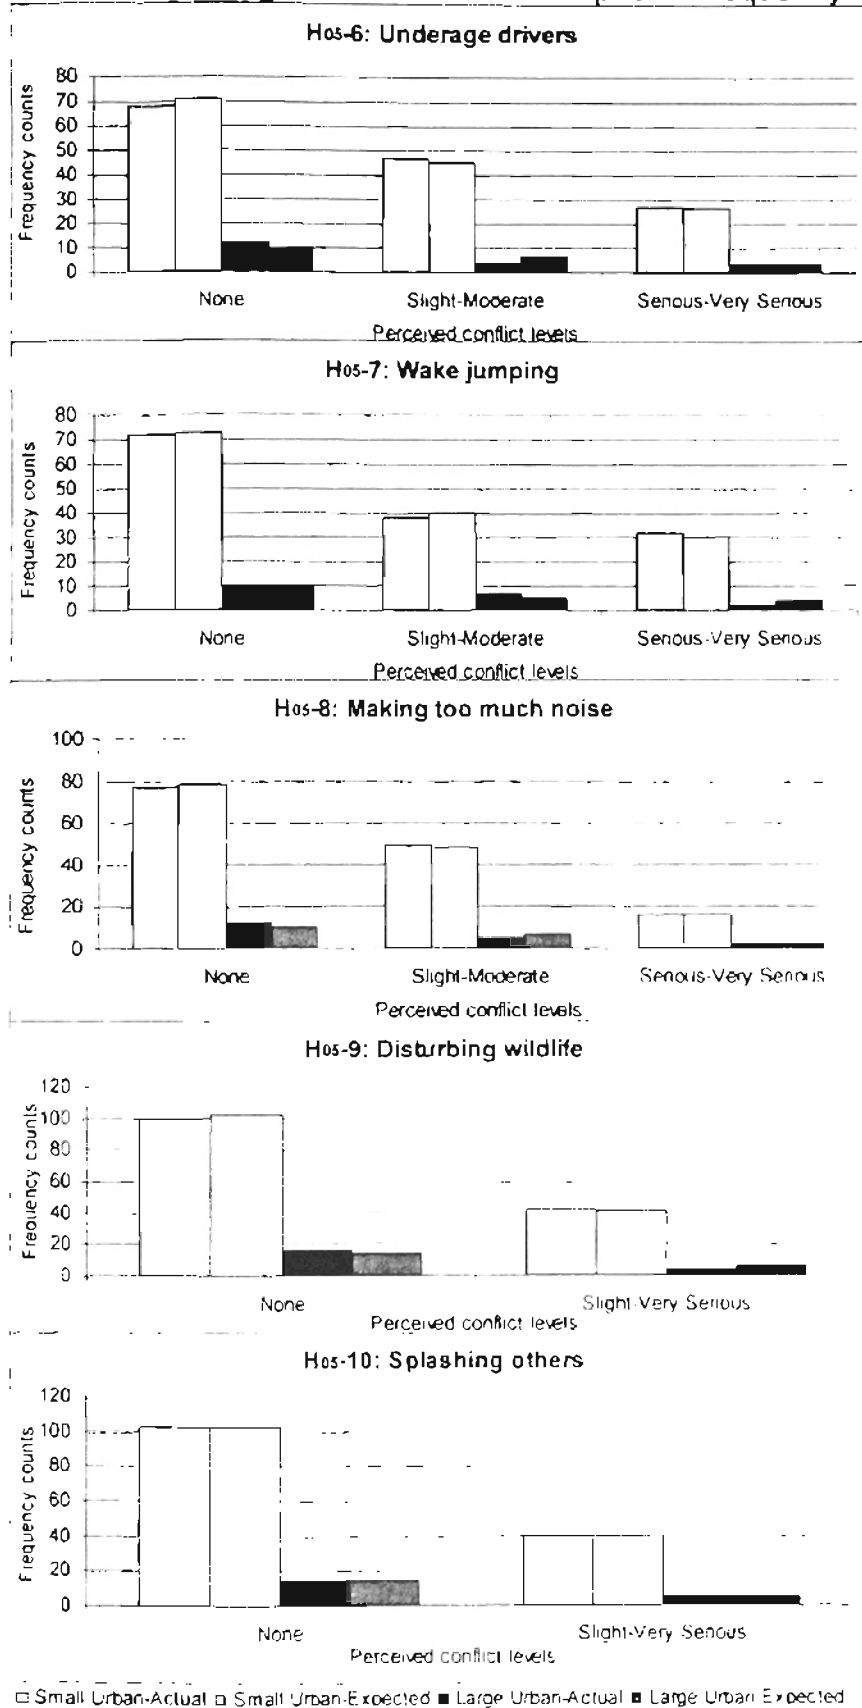 H05-6: Underage drivers
Frequency counts
80
70
60
50
40
30
20
10
0
None Slight-Moderate Serious-Very Serious
Perceived conflict levels
H05-7: Wake jumping
Frequency counts
80
70
60
50
40
30
20
10
0
None Slight-Moderate Serious-Very Serious
Perceived conflict levels
H05-8: Making too much noise
Frequency counts
100
80
60
40
20
0
None Slight-Moderate Serious-Very Serious
Perceived conflict levels
H05-9: Disturbing wildlife
Frequency counts
120
100
80
60
40
20
0
None Slight-Very Serious
Perceived conflict levels
H05-10: Splashing others
Frequency counts
120
100
80
60
40
20
0
None Slight-Very Serious
Perceived conflict levels
Small Urban-Actual Small Urban-Expected Large Urban-Actual Large Urban Expected